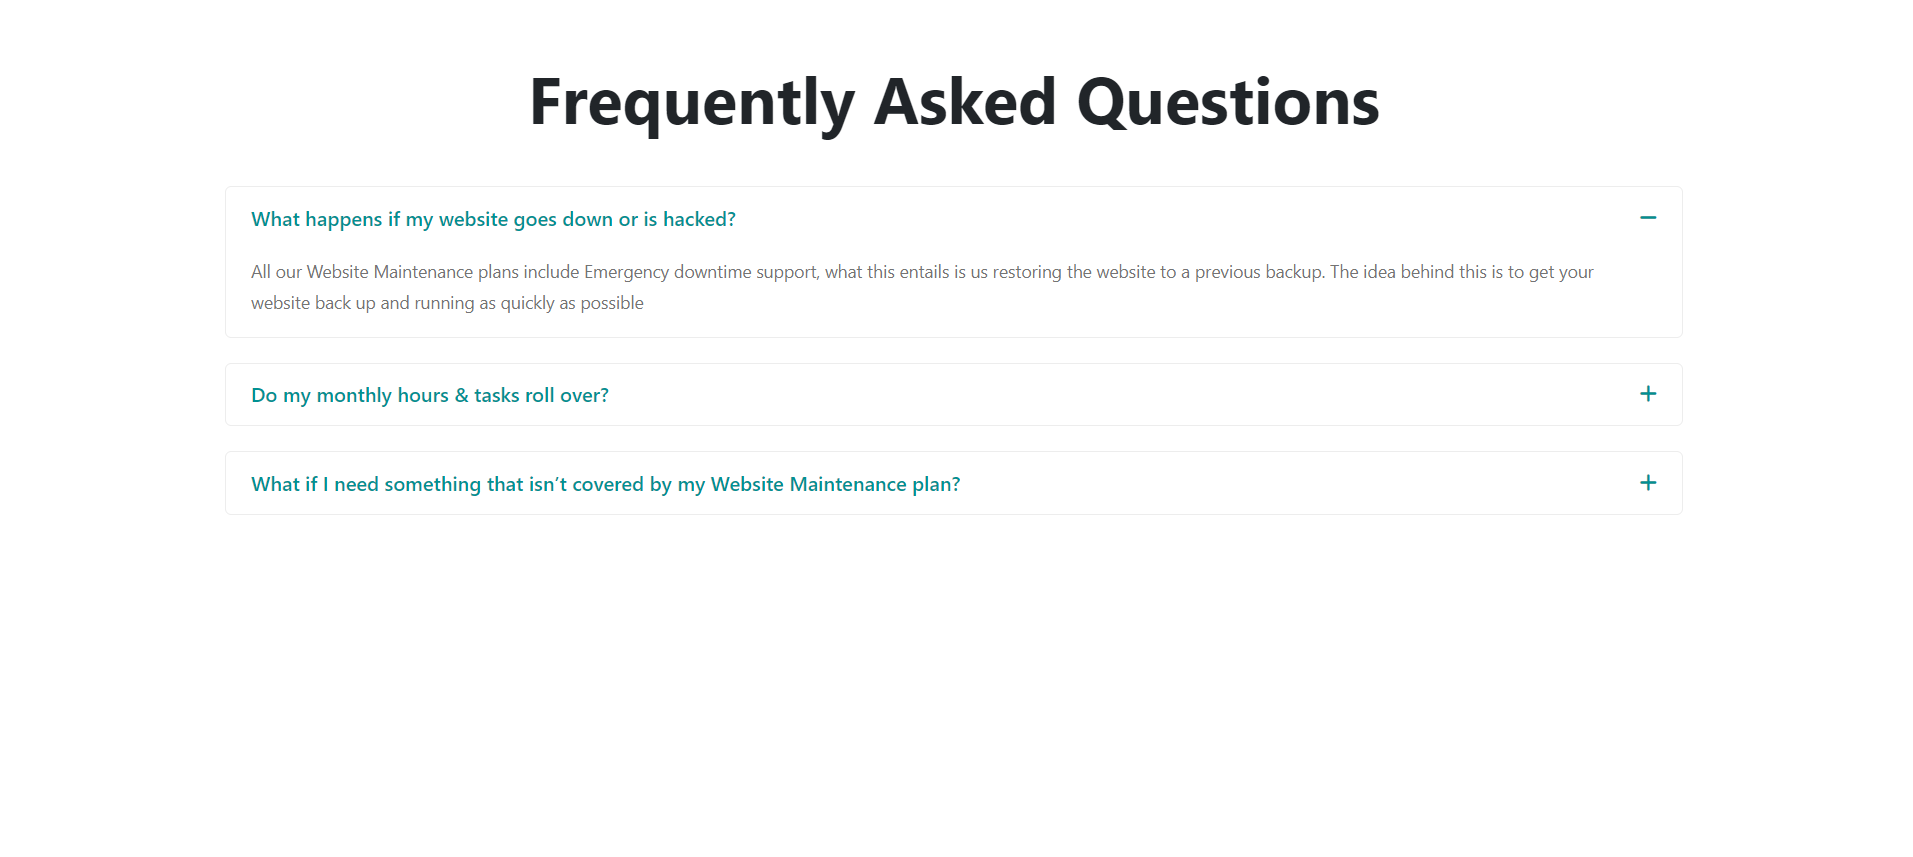 Frequently Asked Questions
What happens if my website goes down or is hacked?
All our Website Maintenance plans include Emergency downtime support, what this entails is us restoring the website to a previous backup. The idea behind this is to get your
website back up and running as quickly as possible
Do my monthly hours & tasks roll over?
What if I need something that isn’t covered by my Website Maintenance plan?